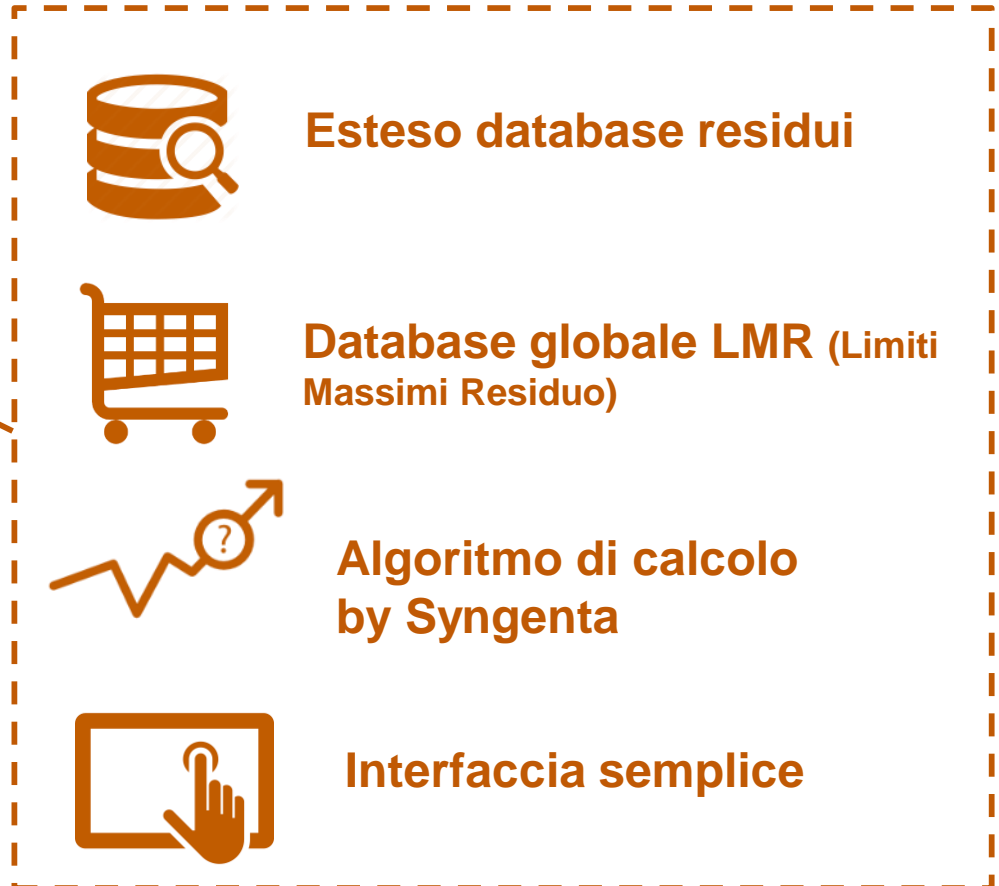 Esteso database residui
Database globale LMR (Limiti
Massimi Residuo)
?
Algoritmo di calcolo
by Syngenta
Interfaccia semplice